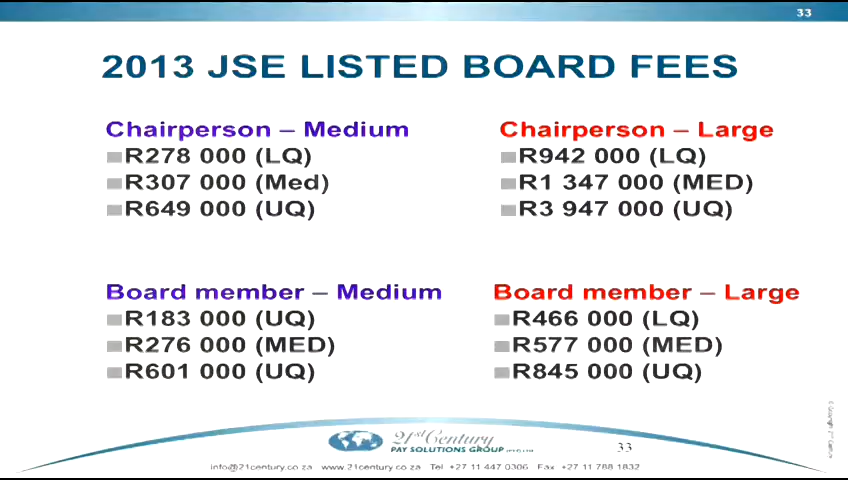 33
2013 JSE LISTED BOARD FEES
Chairperson – Medium
R278 000 (LQ)
R307 000 (Med)
R649 000 (UQ)
Chairperson – Large
R942 000 (LQ)
R1 347 000 (MED)
R3 947 000 (UQ)
Board member – Medium
R183 000 (UQ)
R276 000 (MED)
R601 000 (UQ)
Board member – Large
R466 000 (LQ)
R577 000 (MED)
R845 000 (UQ)
21st Century
PAY SOLUTIONS GROUP (PTY) LTD
33
info@21century.co.za www.21century.co.za Tel +27 11 447 0306 Fax +27 11 788 1832